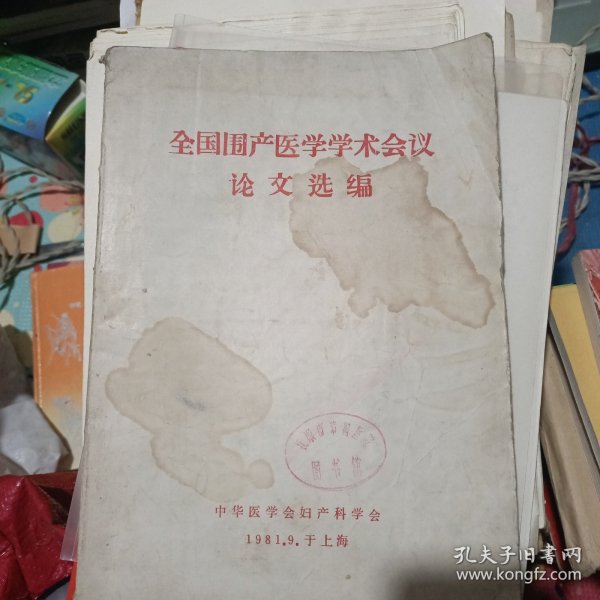 全国围产医学学术会议
论文选编
图书馆
中华医学会妇产科学会
1981.9.于上海
孔夫子旧书网
www.kongfz.com